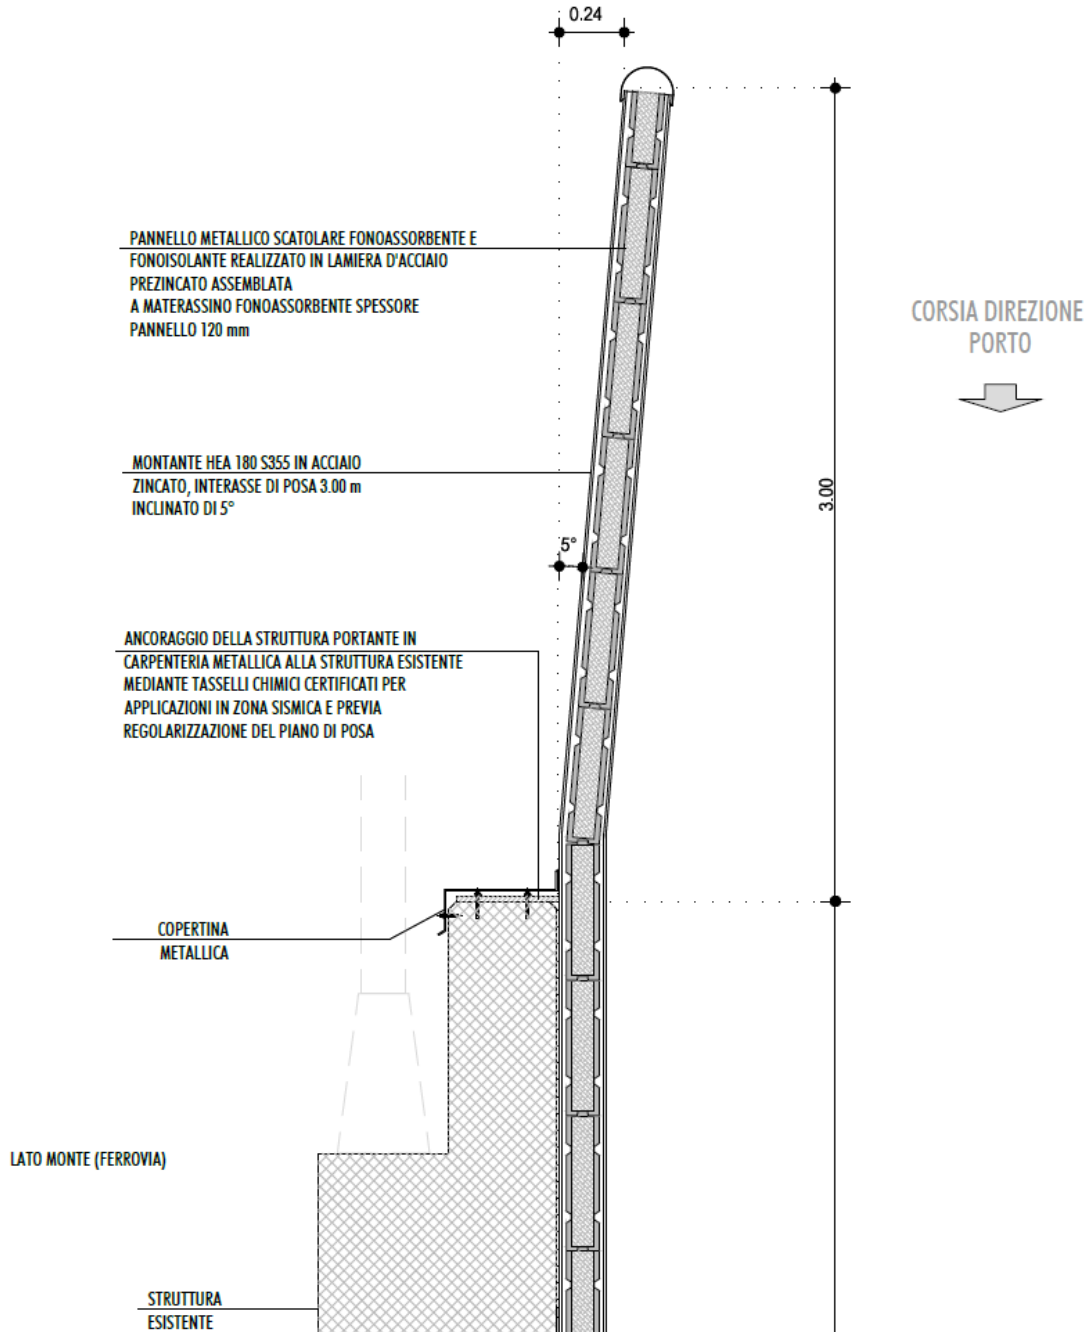 0.24
PANNELLO METALLICO SCATOLARE FONOASSORBENTE E
FONOISOLANTE REALIZZATO IN LAMIERA D'ACCIAIO
PREZINCATO ASSEMBLATA
A MATERASSINO FONOASSORBENTE SPESSORE
PANNELLO 120 mm
CORSIA DIREZIONE
PORTO
MONTANTE HEA 180 S355 IN ACCIAIO
ZINCATO, INTERASSE DI POSA 3.00 m
INCLINATO DI 5°
3.00
5°
ANCORAGGIO DELLA STRUTTURA PORTANTE IN
CARPENTERIA METALLICA ALLA STRUTTURA ESISTENTE
MEDIANTE TASSELLI CHIMICI CERTIFICATI PER
APPLICAZIONI IN ZONA SISMICA E PREVIA
REGOLARIZZAZIONE DEL PIANO DI POSA
COPERTINA
METALLICA
LATO MONTE (FERROVIA)
STRUTTURA
ESISTENTE